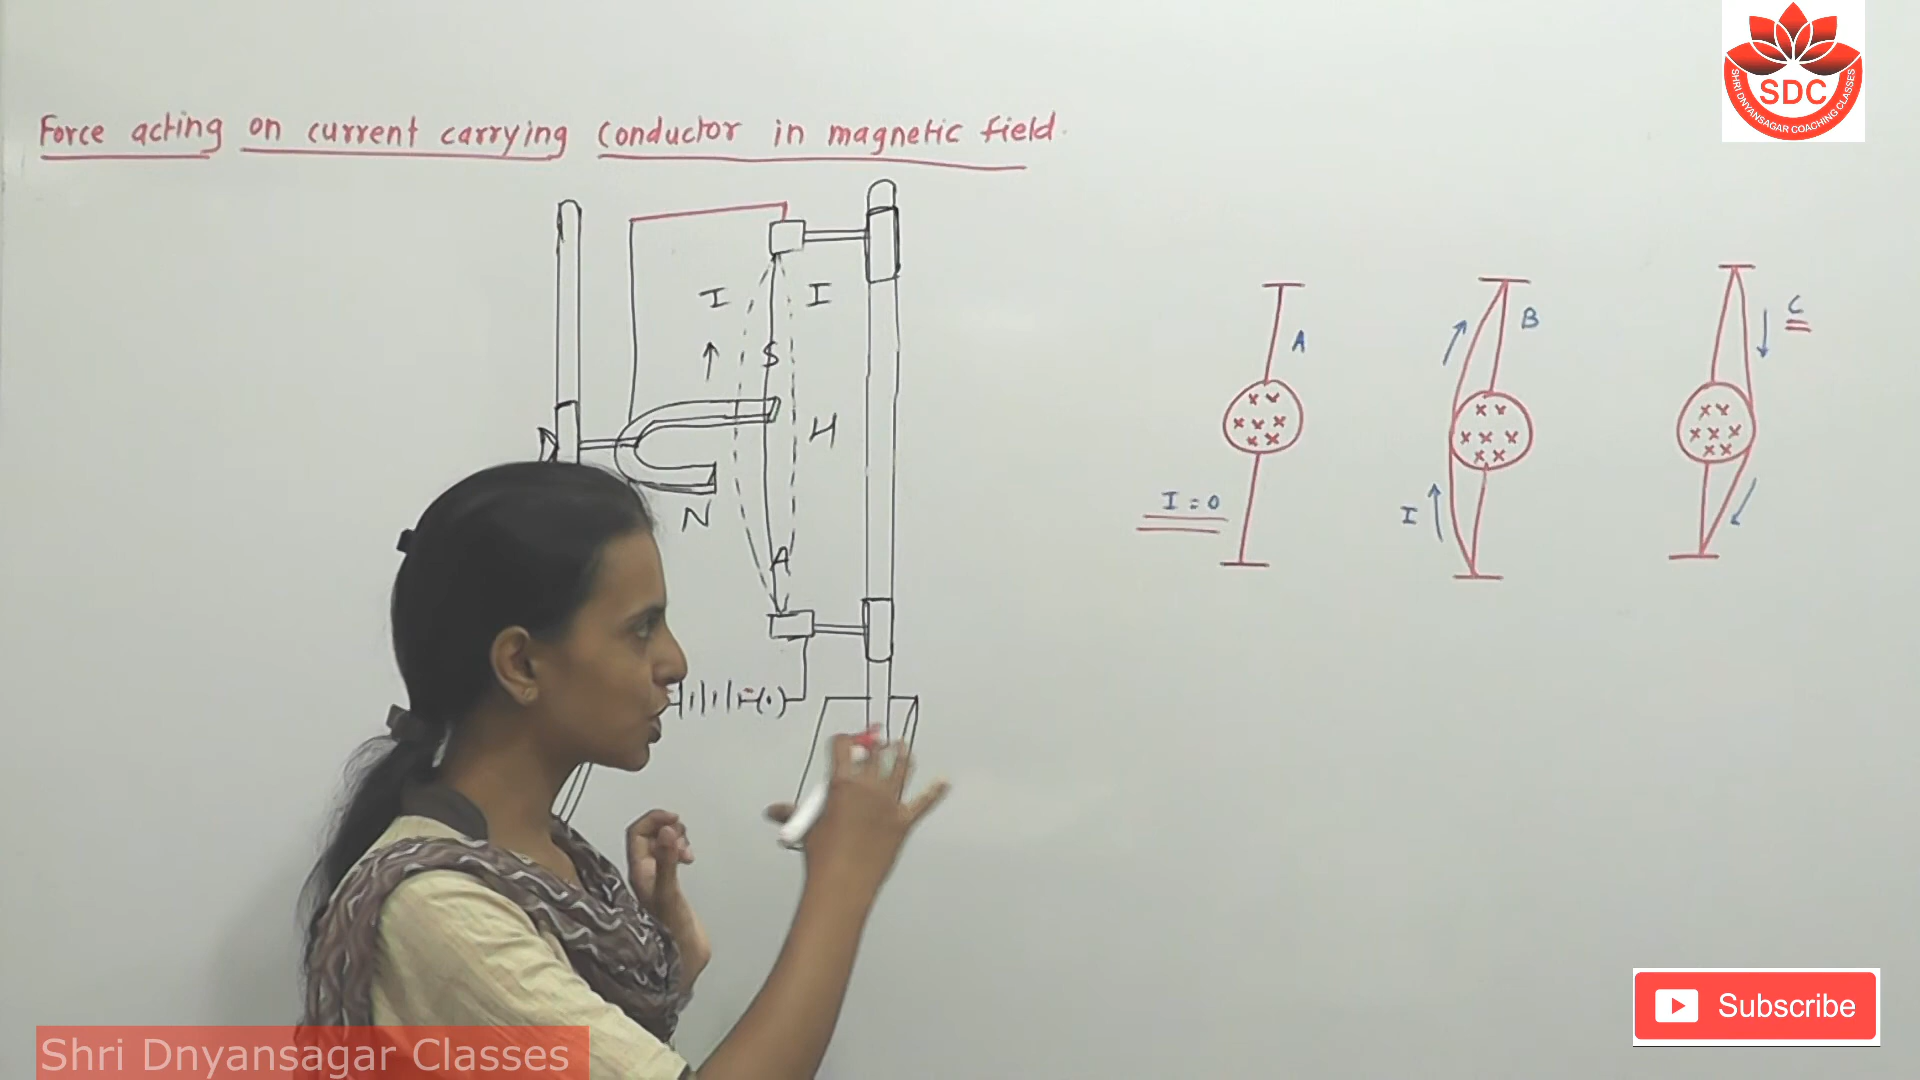 Force acting on current carrying Conductor in magnetic field.
I I
S
H
N
A
I = 0
A
I
B
C
SDC
SHRI DNYANSAGAR COACHING CLASSES
Subscribe
Shri Dnyansagar Classes